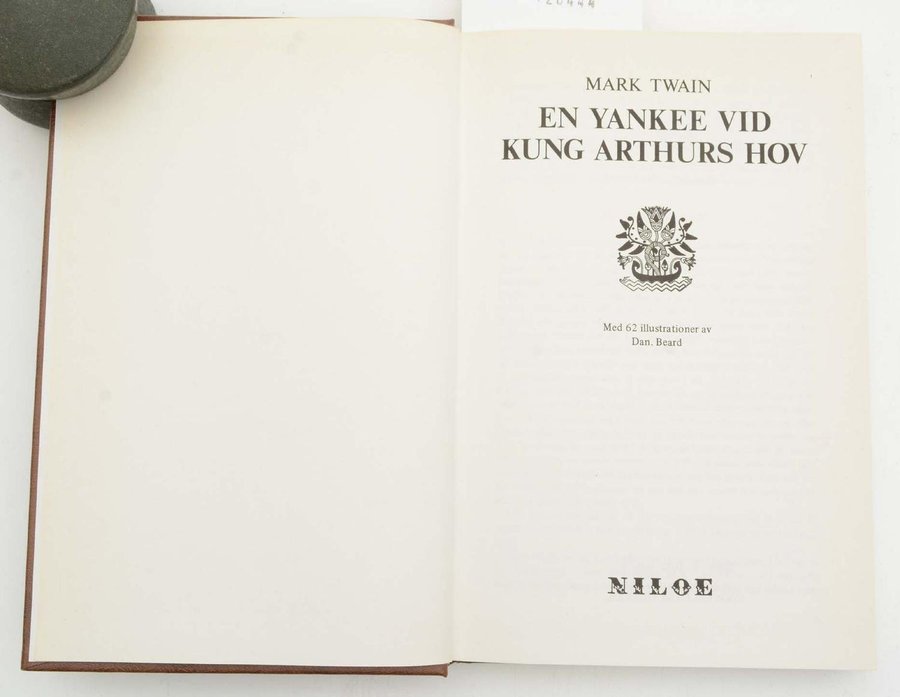 MARK TWAIN
EN YANKEE VID
KUNG ARTHURS HOV
Med 62 illustrationer av
Dan. Beard
NILOE